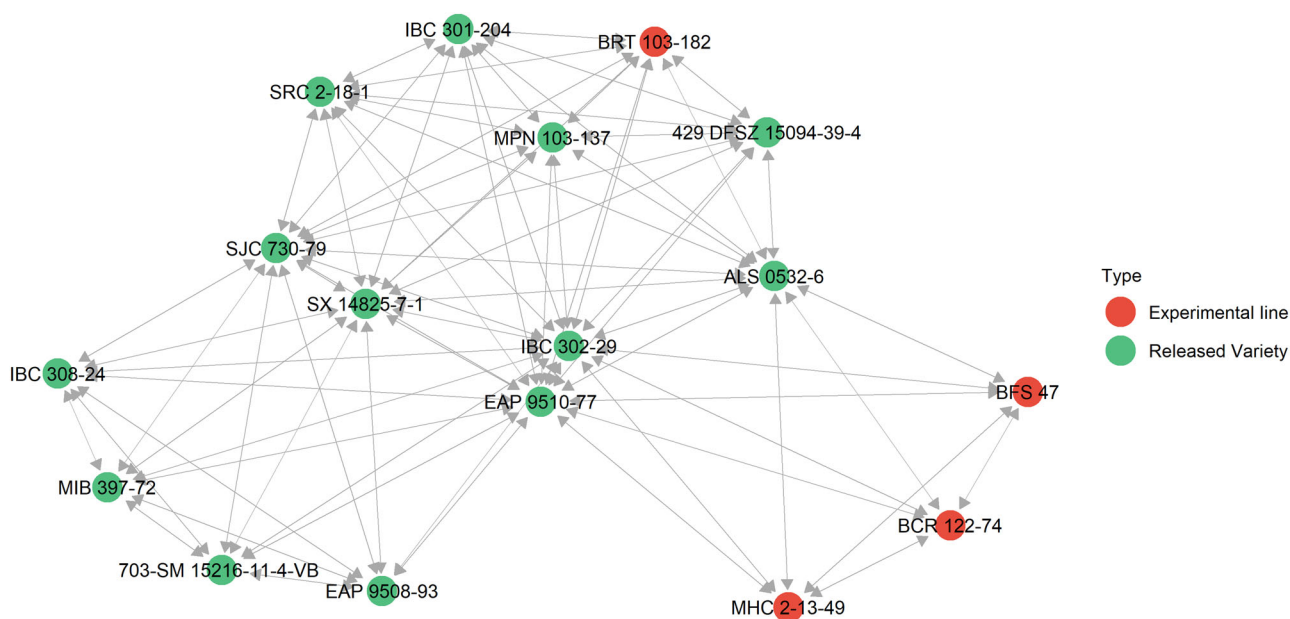 IBC 301-204
BRT 103-182
SRC 2-18-1
MPN 103-137
429 DFSZ 15094-39-4
SJC 730-79
ALS 0532-6
Type
SX 14825-7-1
Experimental line
IBC 302-29
Released Variety
IBC 308-24
BFS 47
EAP 9510-77
MIB 397-72
BCR 122-74
703-SM 15216-11-4-VB
EAP 9508-93
MHC 2-13-49